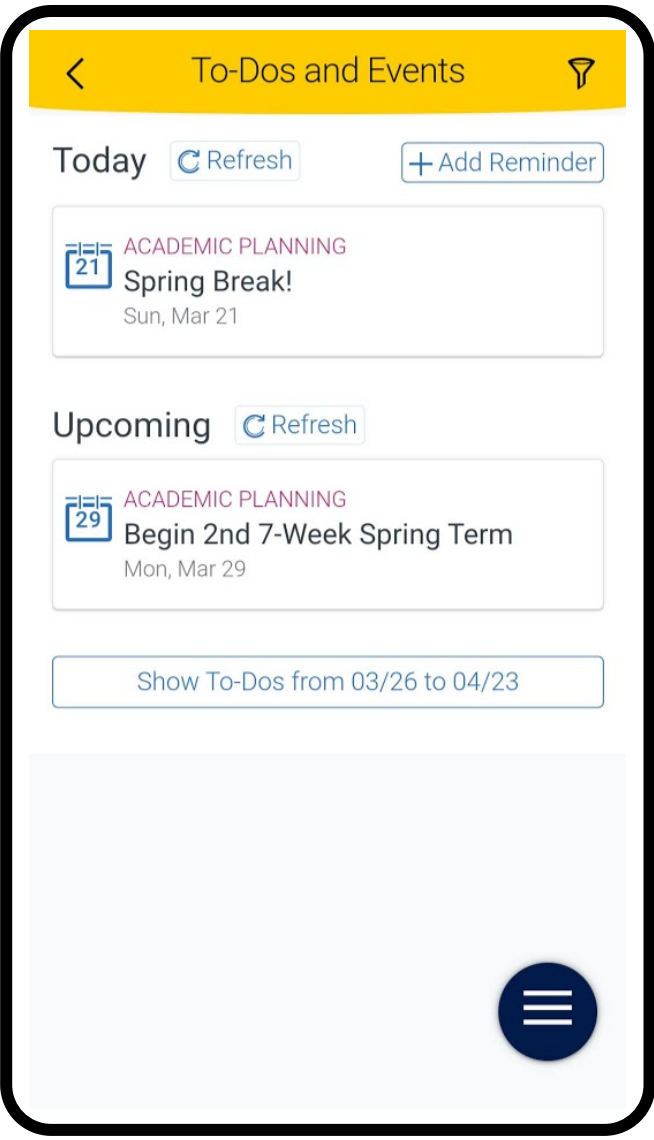 To-Dos and Events
Today Refresh + Add Reminder
ACADEMIC PLANNING
21
Spring Break!
Sun, Mar 21
Upcoming Refresh
ACADEMIC PLANNING
29
Begin 2nd 7-Week Spring Term
Mon, Mar 29
Show To-Dos from 03/26 to 04/23